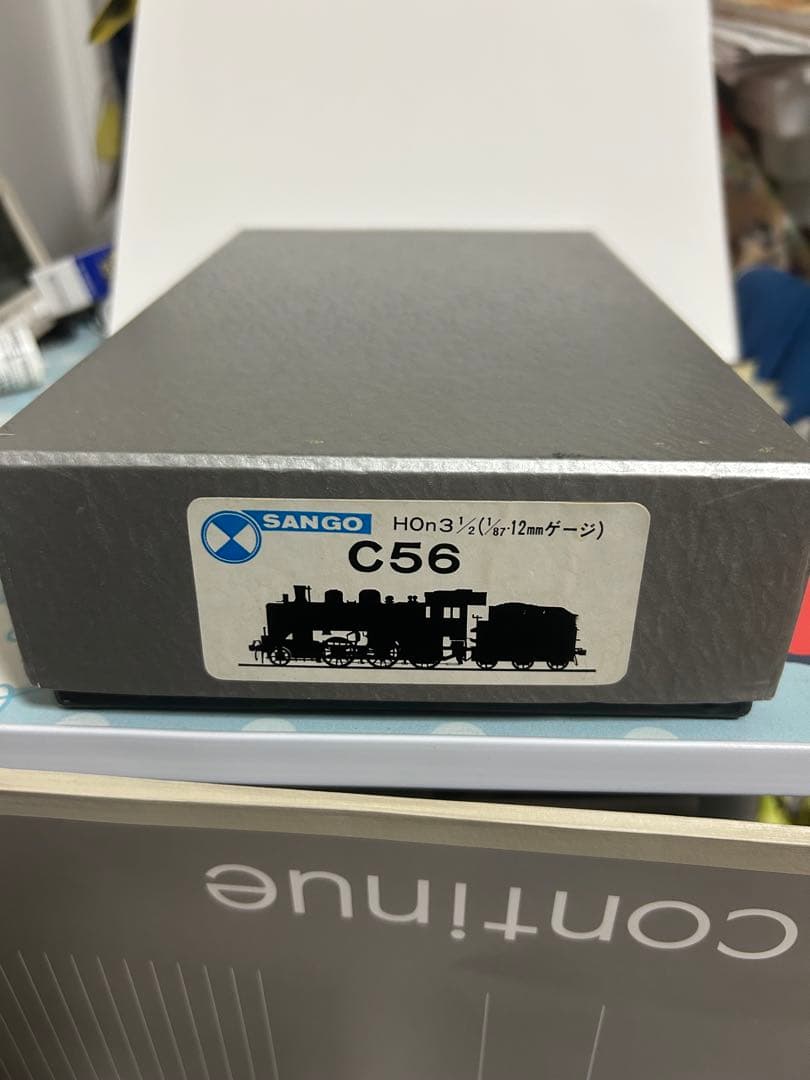 SANGO HOn3½(1/87·12mmゲージ)
C56
continue